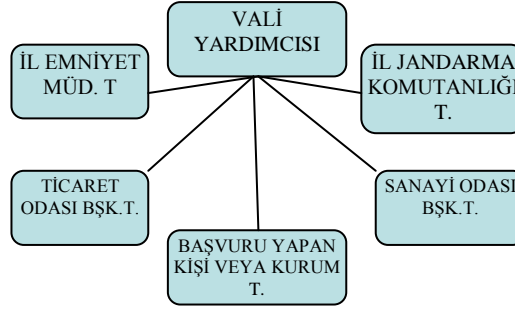 VALİ
YARDIMCISI
İL EMNİYET
MÜD. T
İL JANDARMA
KOMUTANLIĞI
T.
TİCARET
ODASI BŞK.T.
SANAYİ ODASI
BŞK.T.
BAŞVURU YAPAN
KİŞİ VEYA KURUM
T.